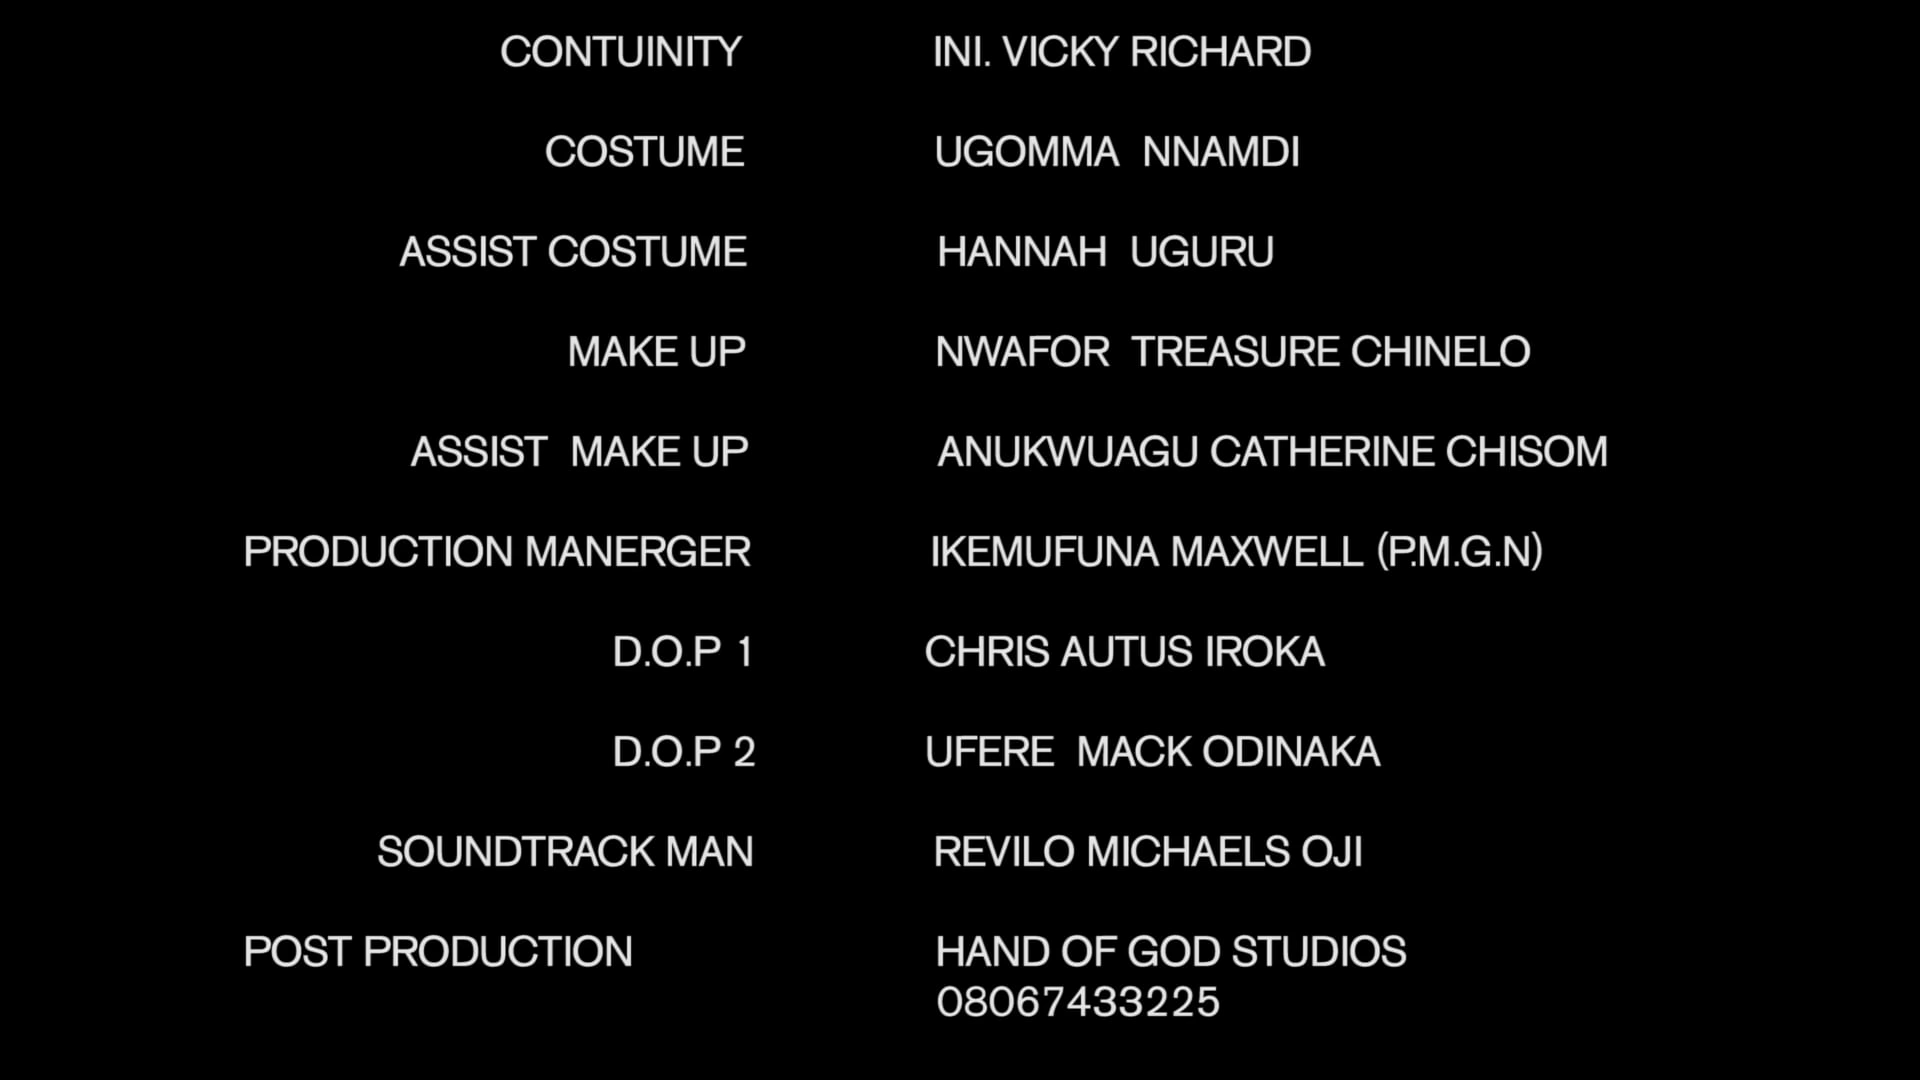 CONTUINITY INI. VICKY RICHARD
COSTUME UGOMMA NNAMDI
ASSIST COSTUME HANNAH UGURU
MAKE UP NWAFOR TREASURE CHINELO
ASSIST MAKE UP ANUKWUAGU CATHERINE CHISOM
PRODUCTION MANERGER IKEMUFUNA MAXWELL (P.M.G.N)
D.O.P 1 CHRIS AUTUS IROKA
D.O.P 2 UFERE MACK ODINAKA
SOUNDTRACK MAN REVILO MICHAELS OJI
POST PRODUCTION HAND OF GOD STUDIOS
08067433225